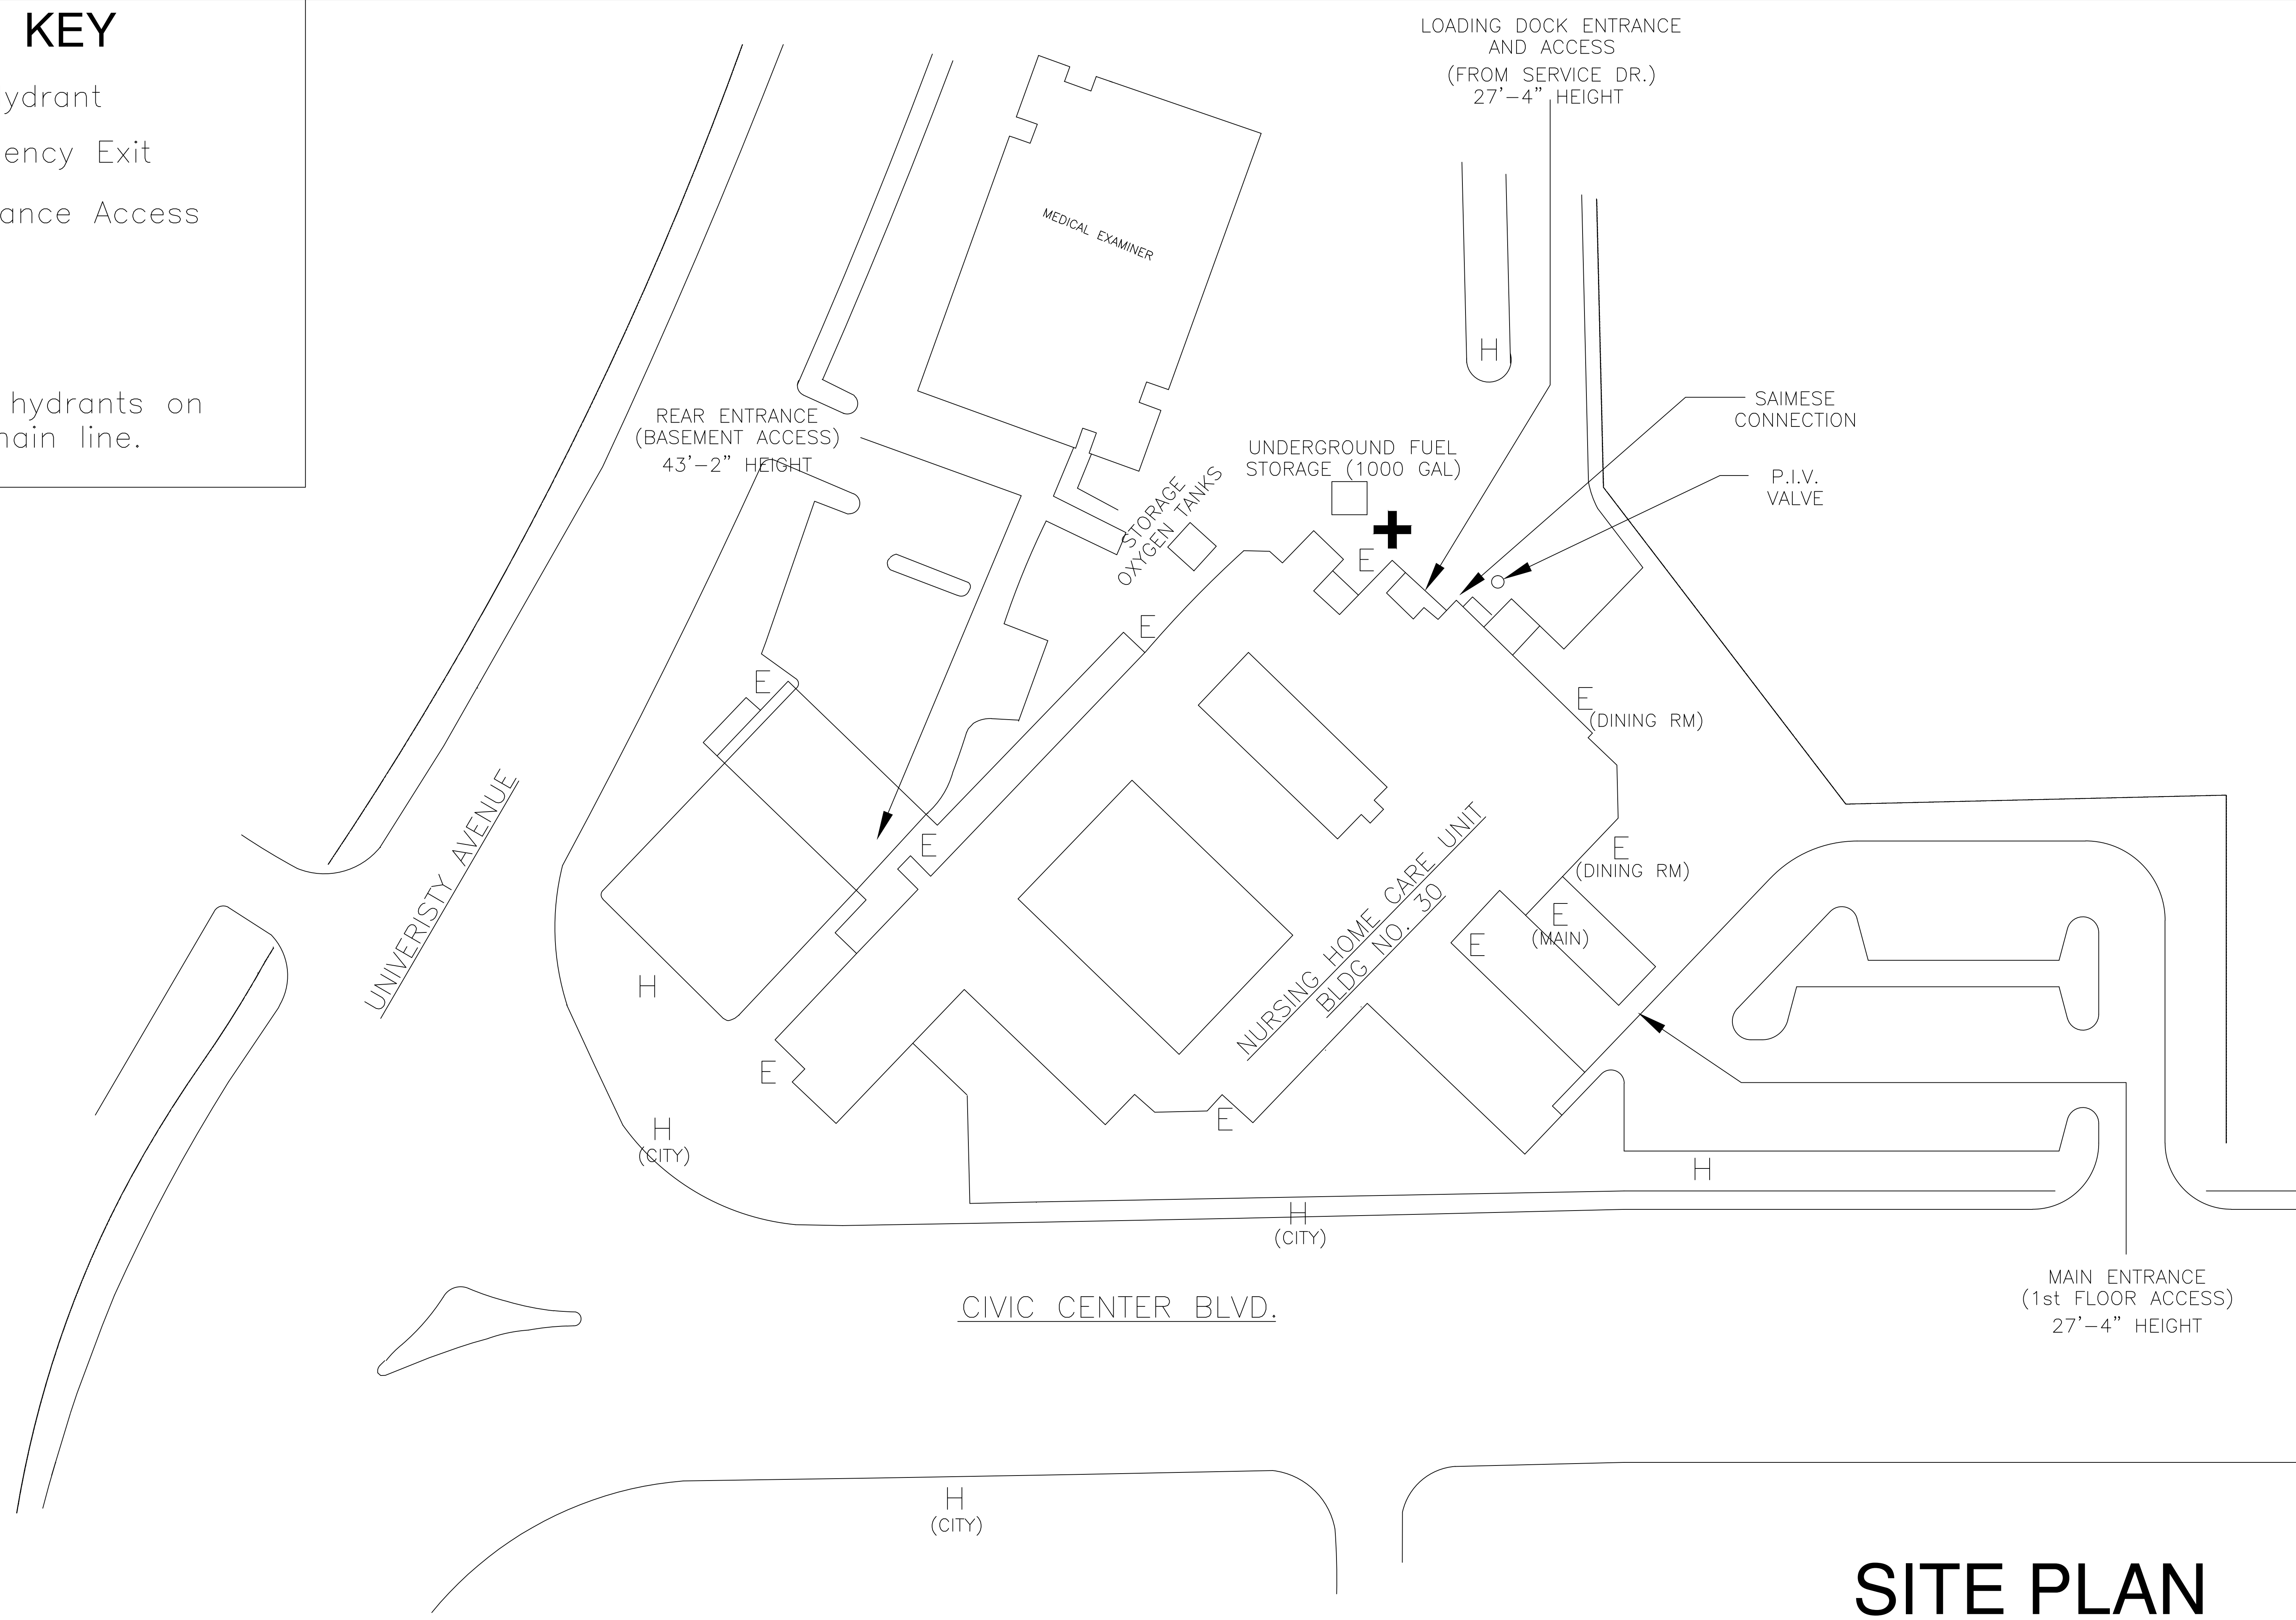 KEY
ydrant
ency Exit
ance Access
hydrants on
nain line.
LOADING DOCK ENTRANCE
AND ACCESS
(FROM SERVICE DR.)
27'-4" HEIGHT
MEDICAL EXAMINER
H
REAR ENTRANCE
(BASEMENT ACCESS)
43'-2" HEIGHT
UNDERGROUND FUEL
STORAGE (1000 GAL)
SAIMESE
CONNECTION
P.I.V.
VALVE
STORAGE
OXYGEN TANKS
E
E
E
E
(DINING RM)
E
E
(DINING RM)
UNIVERISTY AVENUE
NURSING HOME CARE UNIT
BLDG NO. 30
E
(MAIN)
E
H
E
E
H
(CITY)
H
H
(CITY)
CIVIC CENTER BLVD.
MAIN ENTRANCE
(1st FLOOR ACCESS)
27'-4" HEIGHT
H
(CITY)
SITE PLAN